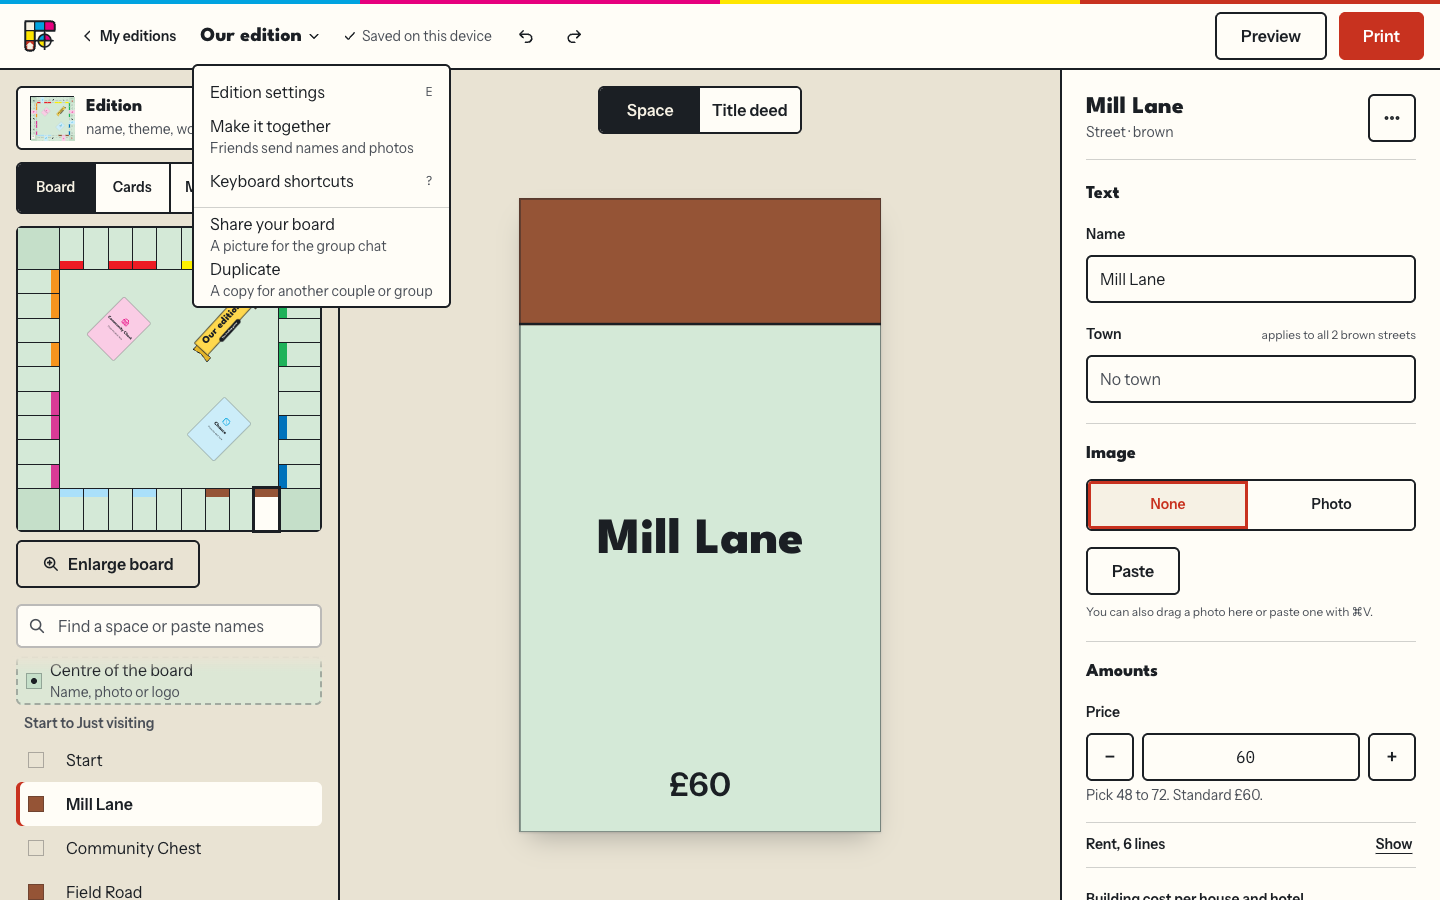 My editions
Our edition
Saved on this device
Preview
Print
Edition settings
E
Make it together
Friends send names and photos
Keyboard shortcuts
?
Share your board
A picture for the group chat
Duplicate
A copy for another couple or group
Edition
name, theme, wo
Board
Cards
M
Community Chest
Our edition
Chance
Enlarge board
Find a space or paste names
Centre of the board
Name, photo or logo
Start to Just visiting
Start
Mill Lane
Community Chest
Field Road
Space
Title deed
Mill Lane
£60
Mill Lane
Street · brown
Text
Name
Mill Lane
Town
applies to all 2 brown streets
No town
Image
None
Photo
Paste
You can also drag a photo here or paste one with ⌘V.
Amounts
Price
− 60 +
Pick 48 to 72. Standard £60.
Rent, 6 lines
Show
Building cost per house and hotel